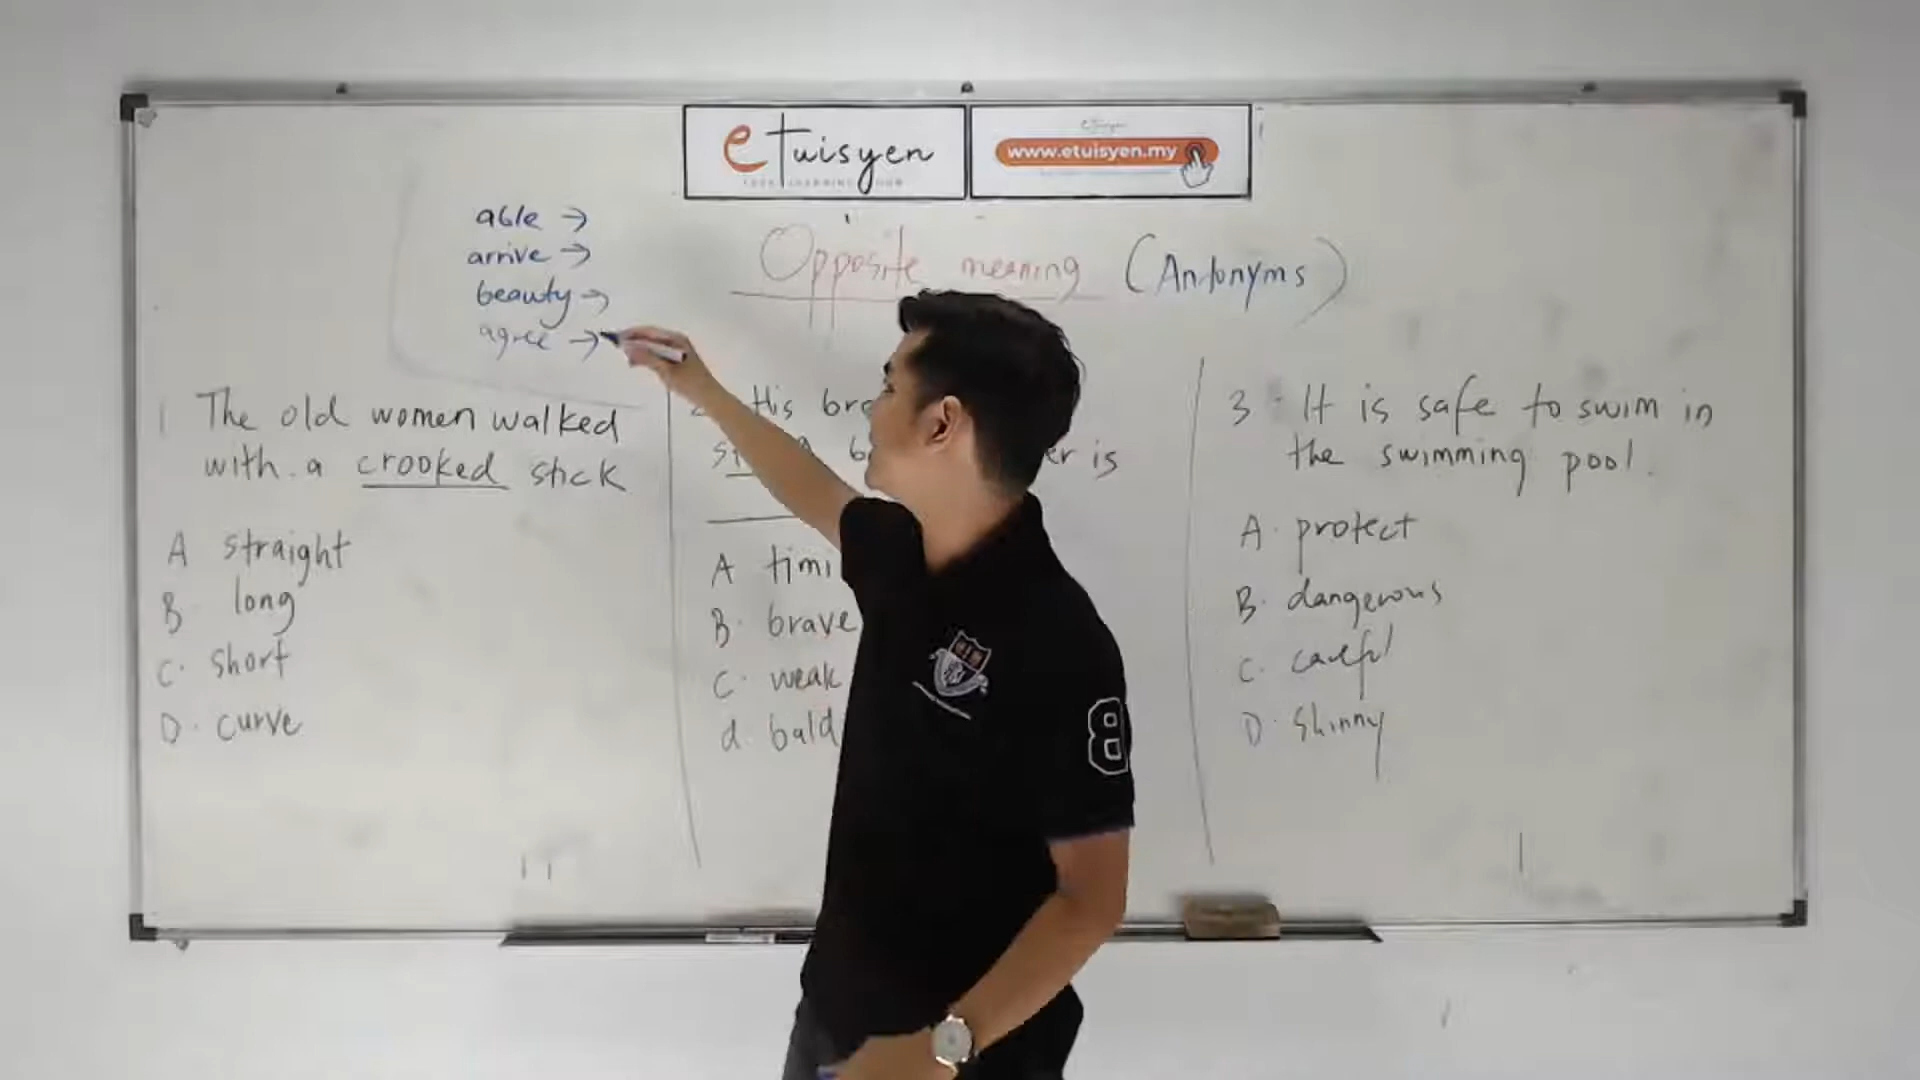 eTuisyen
www.etuisyen.my
able →
arrive →
beauty →
agree →
Opposite meaning (Antonyms)
1 The old women walked
with a crooked stick
A straight
B. long
C. short
D. curve
His
er is
A
B. brave
C. weak
d. bald
3 It is safe to swim in
the swimming pool.
A. protect
B. dangerous
C. careful
D. Skinny
8